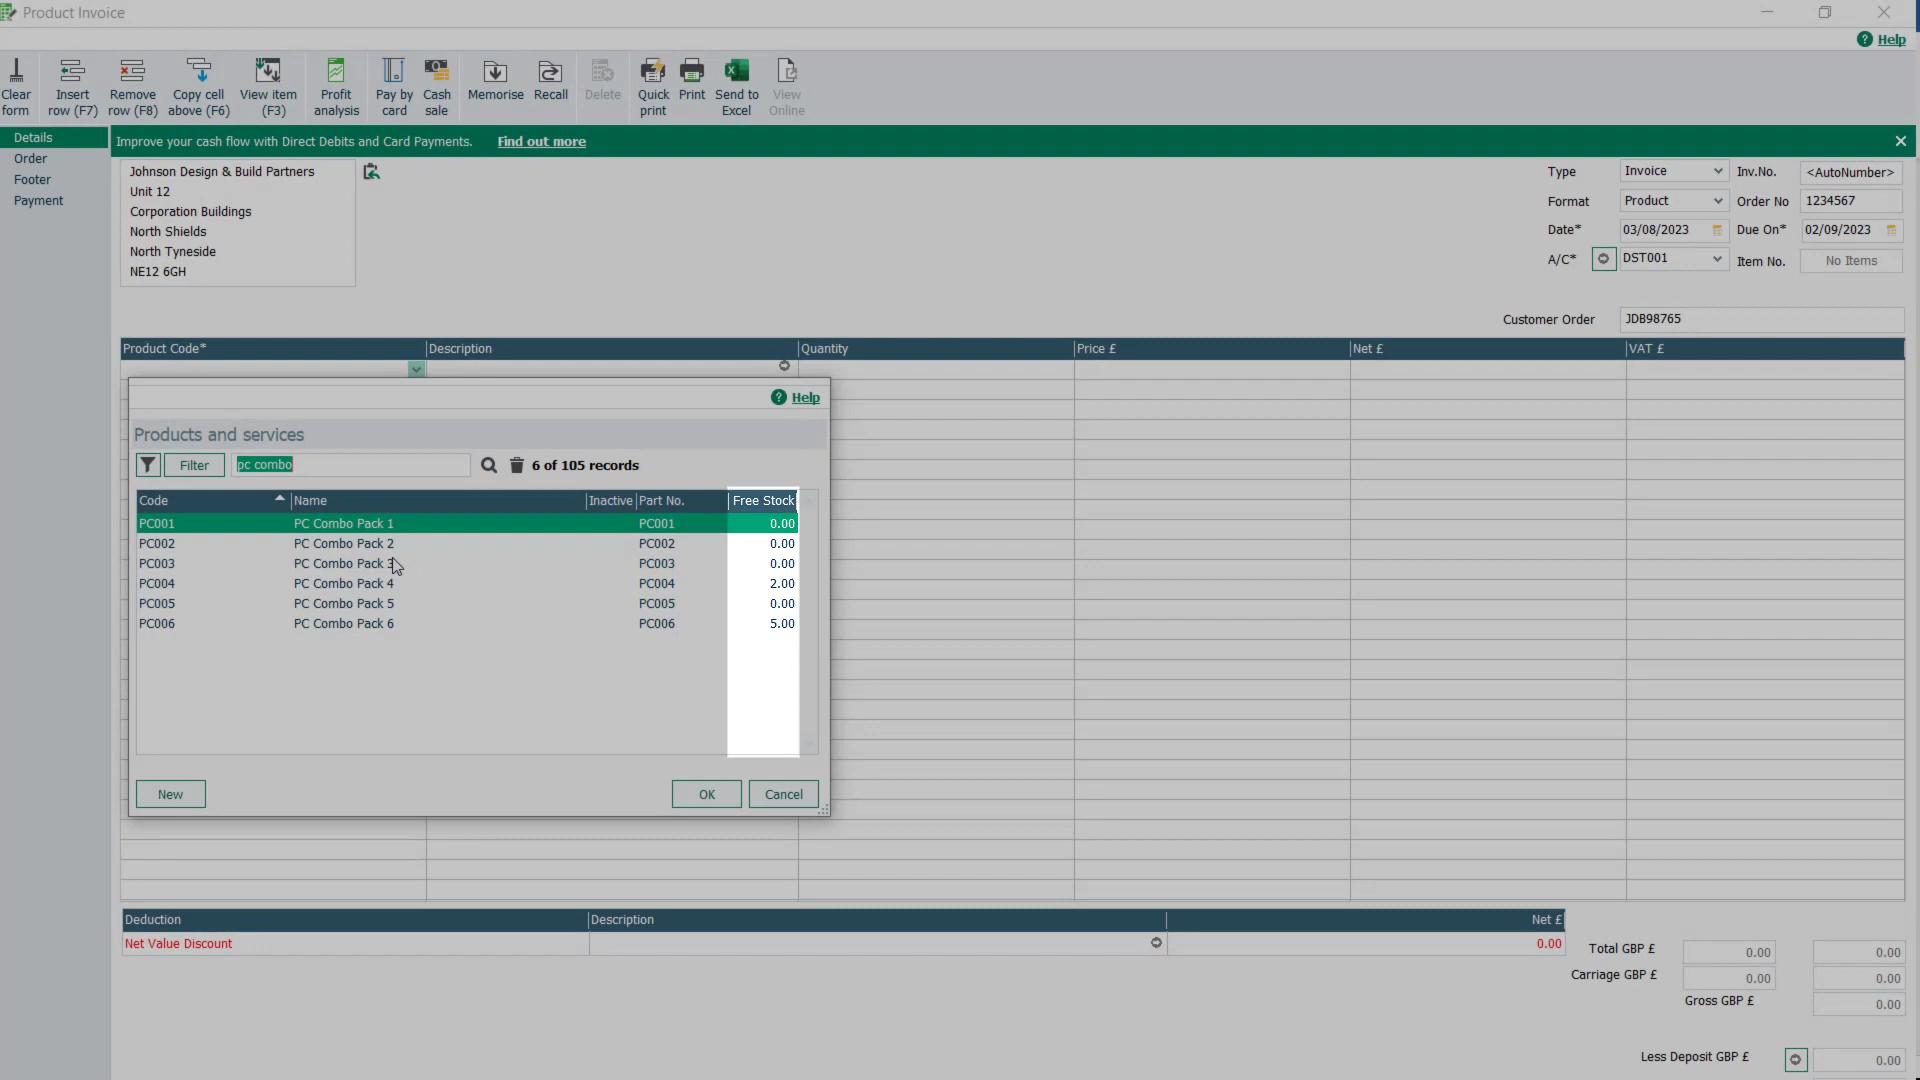 Product Invoice
Help
Clear form
Insert row (F7)
Remove row (F8)
Copy cell above (F6)
View item (F3)
Profit analysis
Pay by card
Cash sale
Memorise
Recall
Delete
Quick print
Print
Send to Excel
View Online
Details
Order
Footer
Payment
Improve your cash flow with Direct Debits and Card Payments. Find out more
Johnson Design & Build Partners
Unit 12
Corporation Buildings
North Shields
North Tyneside
NE12 6GH
Type Invoice Inv.No. <AutoNumber>
Format Product Order No 1234567
Date* 03/08/2023 Due On* 02/09/2023
A/C* DST001 Item No. No Items
Customer Order JDB98765
Product Code* Description Quantity Price £ Net £ VAT £
Help
Products and services
Filter pc combo 6 of 105 records
Code Name Inactive Part No. Free Stock
PC001 PC Combo Pack 1 PC001 0.00
PC002 PC Combo Pack 2 PC002 0.00
PC003 PC Combo Pack 3 PC003 0.00
PC004 PC Combo Pack 4 PC004 2.00
PC005 PC Combo Pack 5 PC005 0.00
PC006 PC Combo Pack 6 PC006 5.00
New OK Cancel
Deduction Description Net £
Net Value Discount 0.00
Total GBP £ 0.00 0.00
Carriage GBP £ 0.00 0.00
Gross GBP £ 0.00
Less Deposit GBP £ 0.00